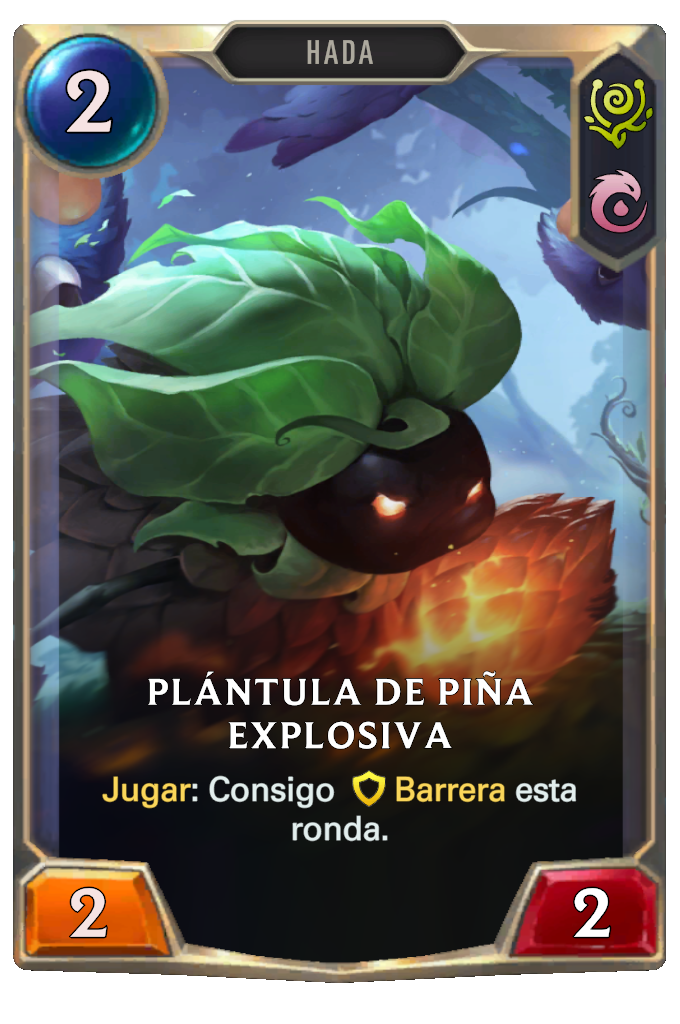 HADA
2
PLÁNTULA DE PIÑA
EXPLOSIVA
Jugar: Consigo Barrera esta
ronda.
2
2